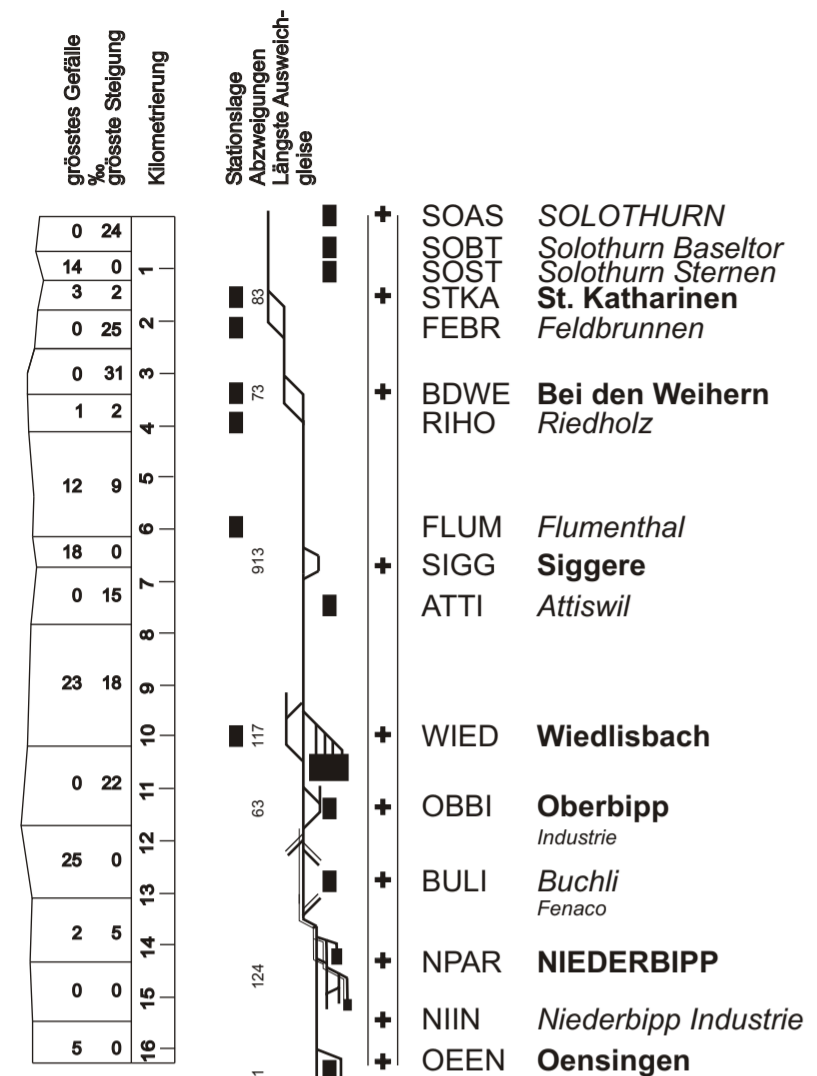 grösstes Gefälle
‰
grösste Steigung
Kilometrierung
Stationslage
Abzweigungen
Längste Ausweich-
gleise
SOAS SOLOTHURN
0 24
SOBT Solothurn Baseltor
14 0 1
SOST Solothurn Sternen
3 2 83 STKA St. Katharinen
0 25 2 FEBR Feldbrunnen
0 31 3
73 BDWE Bei den Weihern
1 2 4 RIHO Riedholz
12 9 5
6 FLUM Flumenthal
18 0 913 SIGG Siggere
0 15 7 ATTI Attiswil
8
23 18 9
10 117 WIED Wiedlisbach
0 22 11
63 OBBI Oberbipp
Industrie
12
25 0 13 BULI Buchli
Fenaco
2 5 14
124 NPAR NIEDERBIPP
0 0 15
NIIN Niederbipp Industrie
5 0 16 OEEN Oensingen